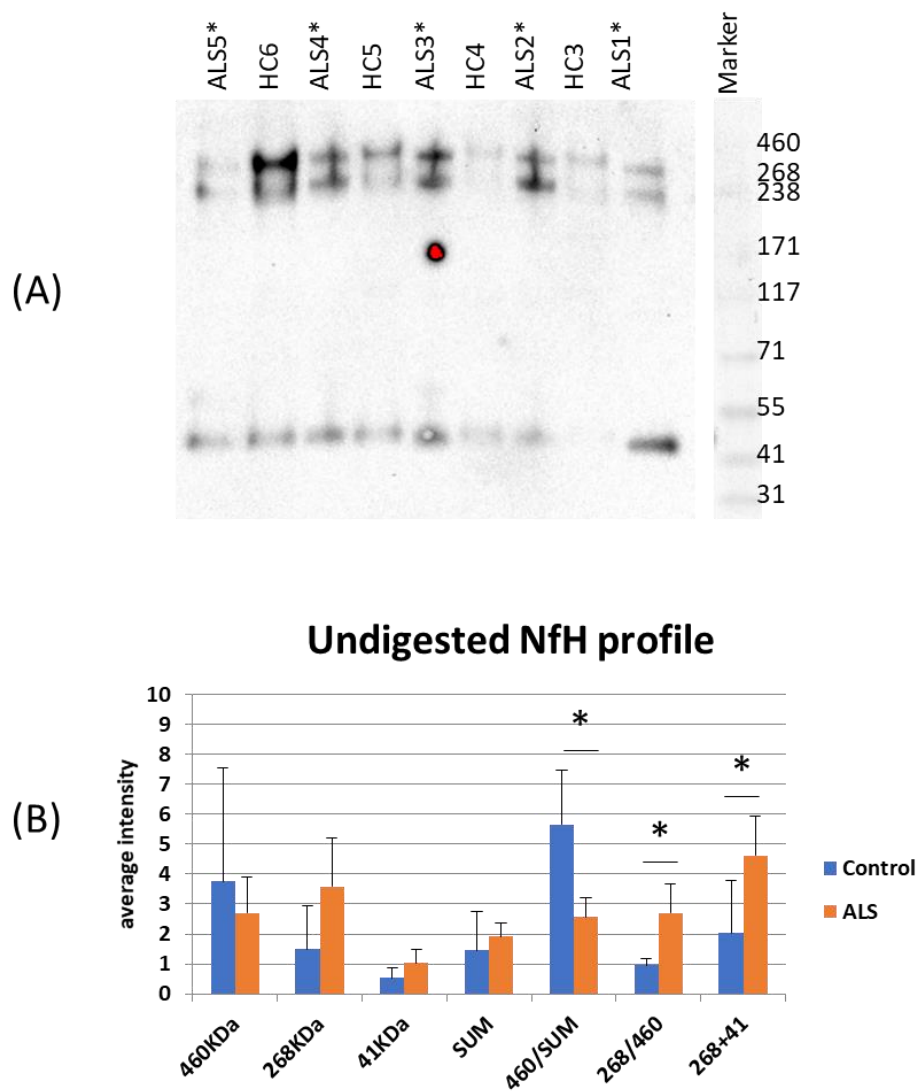 ALS5* HC6 ALS4* HC5 ALS3* HC4 ALS2* HC3 ALS1* Marker
460
268
238
(A)
171
117
71
55
41
31
Undigested NfH profile
(B)
average intensity
10
9
8
7
6
5
4
3
2
1
0
*
*
*
Control
ALS
460KDa 268KDa 41KDa SUM 460/SUM 268/460 268+41